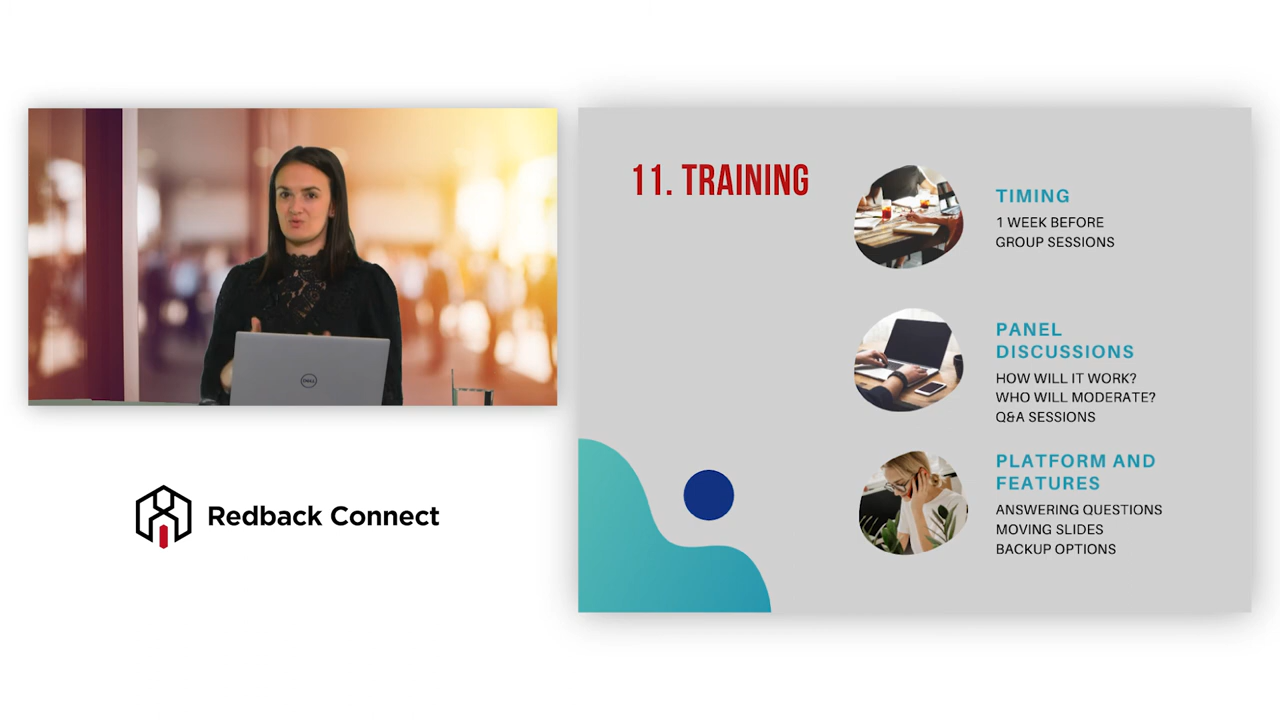 11. TRAINING
TIMING
1 WEEK BEFORE
GROUP SESSIONS
PANEL
DISCUSSIONS
HOW WILL IT WORK?
WHO WILL MODERATE?
Q&A SESSIONS
PLATFORM AND
FEATURES
ANSWERING QUESTIONS
MOVING SLIDES
BACKUP OPTIONS
DELL
Redback Connect